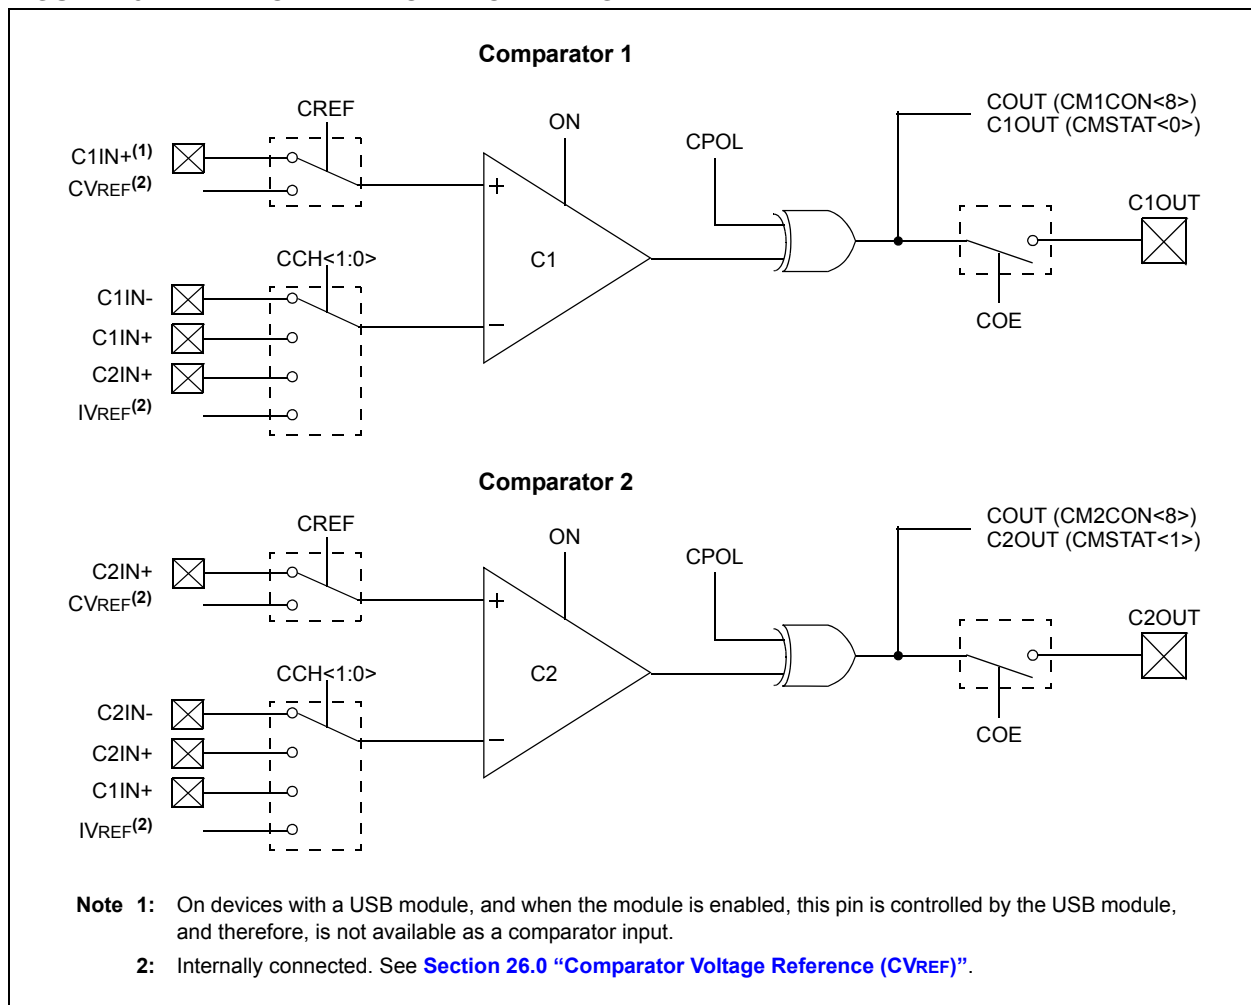 Comparator 1
CREF
ON
CPOL
COUT (CM1CON<8>)
C1OUT (CMSTAT<0>)
C1IN+(1)
CVREF(2)
C1OUT
+
C1
CCH<1:0>
C1IN-
C1IN+
C2IN+
IVREF(2)
–
COE
Comparator 2
CREF
ON
CPOL
COUT (CM2CON<8>)
C2OUT (CMSTAT<1>)
C2IN+
CVREF(2)
C2OUT
+
C2
CCH<1:0>
C2IN-
C2IN+
C1IN+
IVREF(2)
–
COE
Note 1: On devices with a USB module, and when the module is enabled, this pin is controlled by the USB module,
and therefore, is not available as a comparator input.
2: Internally connected. See Section 26.0 “Comparator Voltage Reference (CVREF)”.